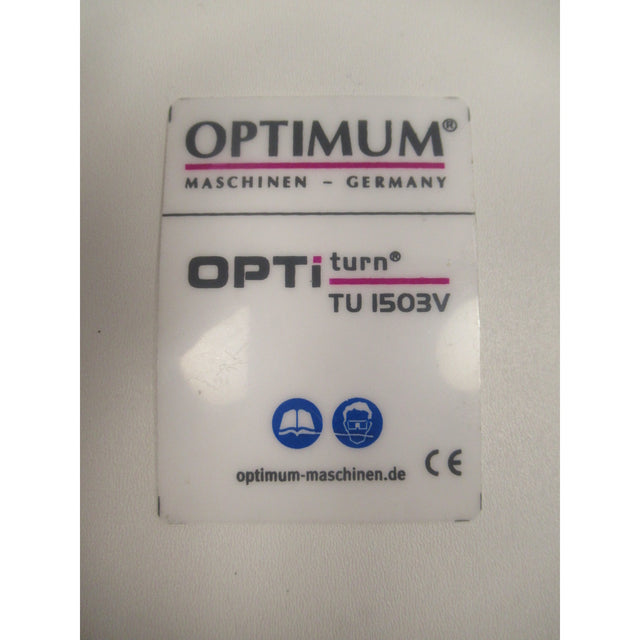 OPTIMUM®
MASCHINEN - GERMANY
OPTi turn®
TU 1503V
optimum-maschinen.de CE